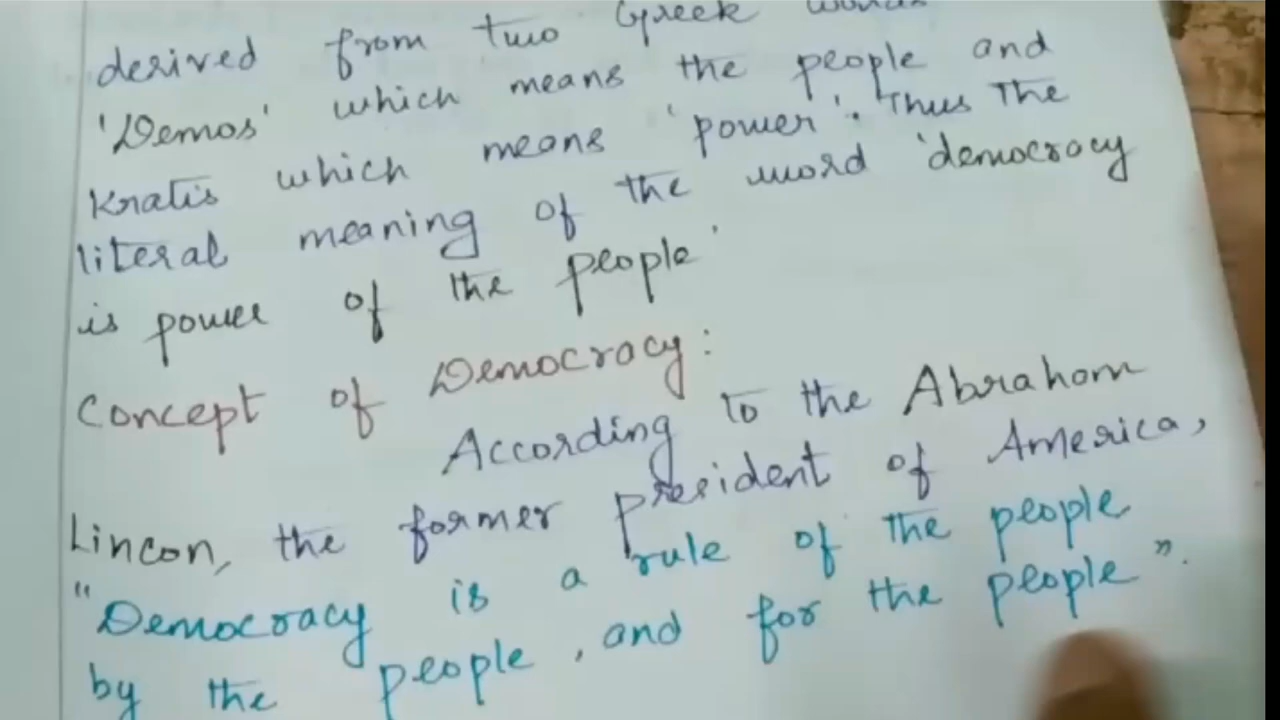 derived from two Greek words
'Demos' which means the people and
Kratis which means 'power'. Thus The
literal meaning of the word 'democracy
is power of the people'
Concept of Democracy:
According to the Abraham
Lincon, the former president of America,
"Democracy is a rule of the people
by the people, and for the people".